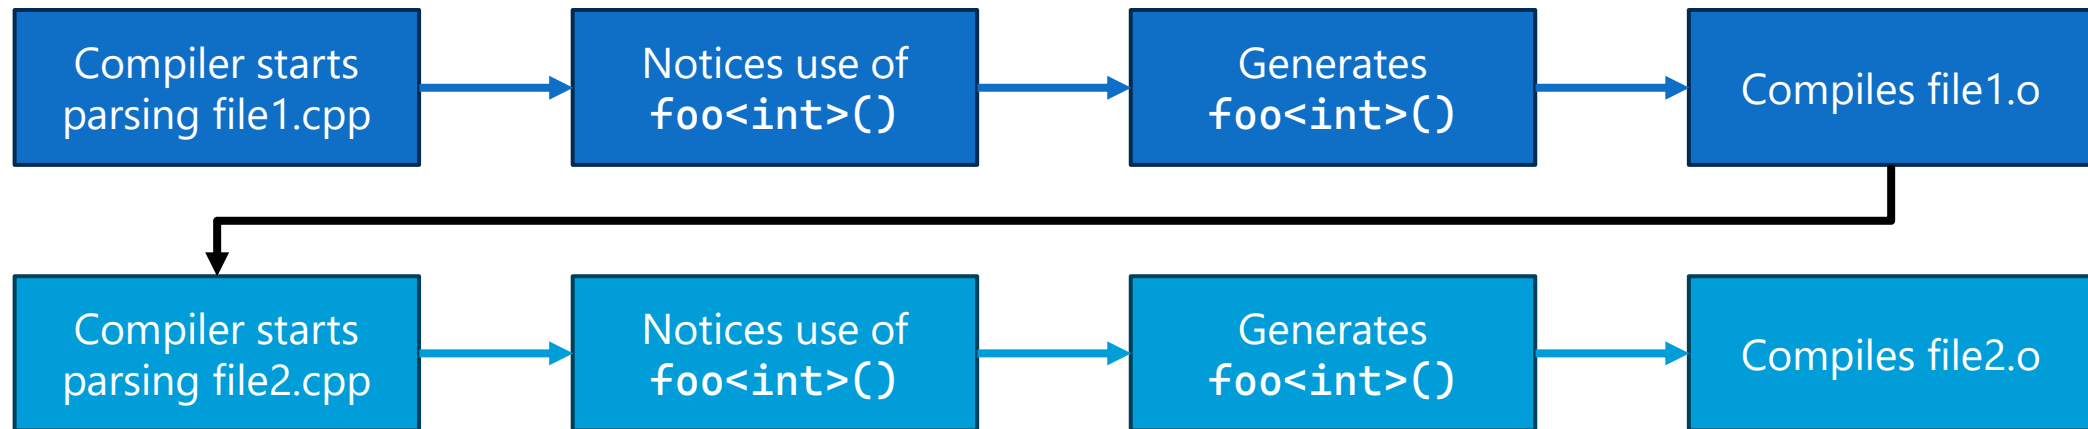 Compiler starts
parsing file1.cpp
Notices use of
foo<int>()
Generates
foo<int>()
Compiles file1.o
Compiler starts
parsing file2.cpp
Notices use of
foo<int>()
Generates
foo<int>()
Compiles file2.o